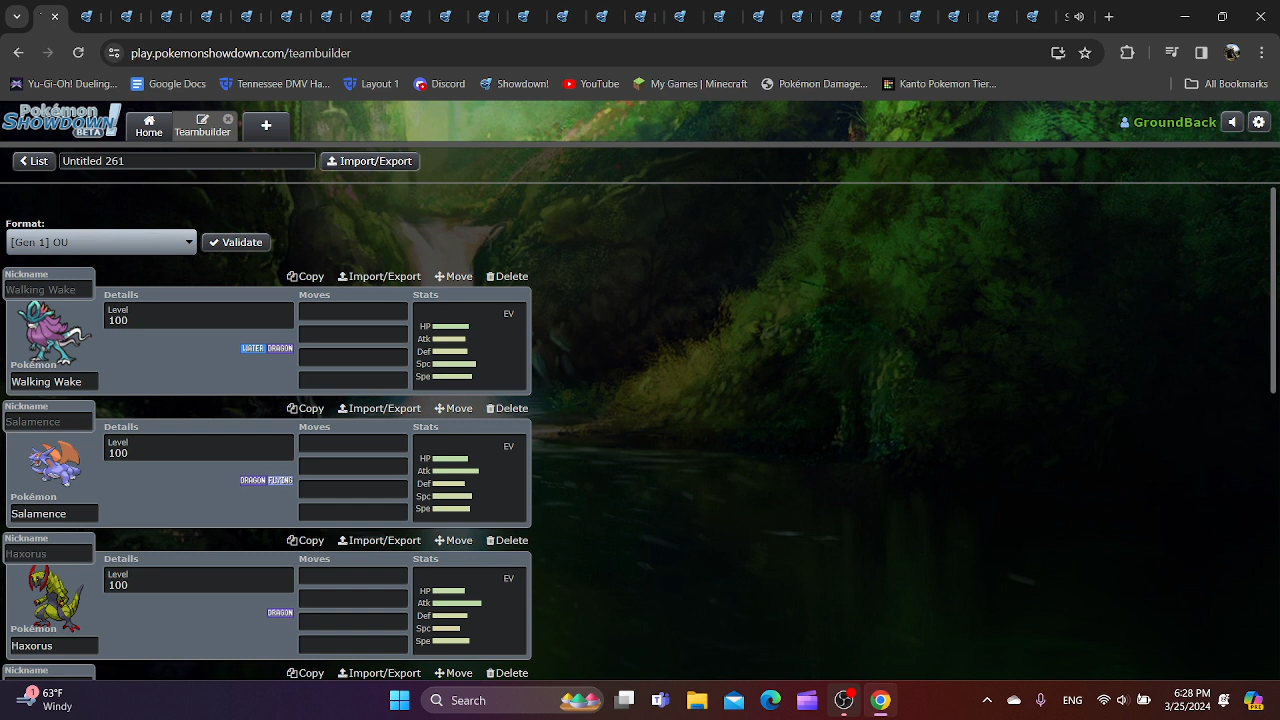 S
play.pokemonshowdown.com/teambuilder
Yu-Gi-Oh! Dueling...
Google Docs
Tennessee DMV Ha...
Layout 1
Discord
Showdown!
YouTube
My Games | Minecraft
Pokémon Damage...
Kanto Pokemon Tier...
All Bookmarks
Pokémon
Showdown!
BETA
Home
Teambuilder
GroundBack
List
Untitled 261
Import/Export
Format:
[Gen 1] OU
Validate
Copy Import/Export Move Delete
Nickname
Walking Wake
Pokémon
Walking Wake
Details
Level
100
WATER DRAGON
Moves
Stats
EV
HP
Atk
Def
Spc
Spe
Copy Import/Export Move Delete
Nickname
Salamence
Pokémon
Salamence
Details
Level
100
DRAGON FLYING
Moves
Stats
EV
HP
Atk
Def
Spc
Spe
Copy Import/Export Move Delete
Nickname
Haxorus
Pokémon
Haxorus
Details
Level
100
DRAGON
Moves
Stats
EV
HP
Atk
Def
Spc
Spe
Copy Import/Export Move Delete
Nickname
1
63°F
Windy
Search
ENG
6:28 PM
3/25/2024